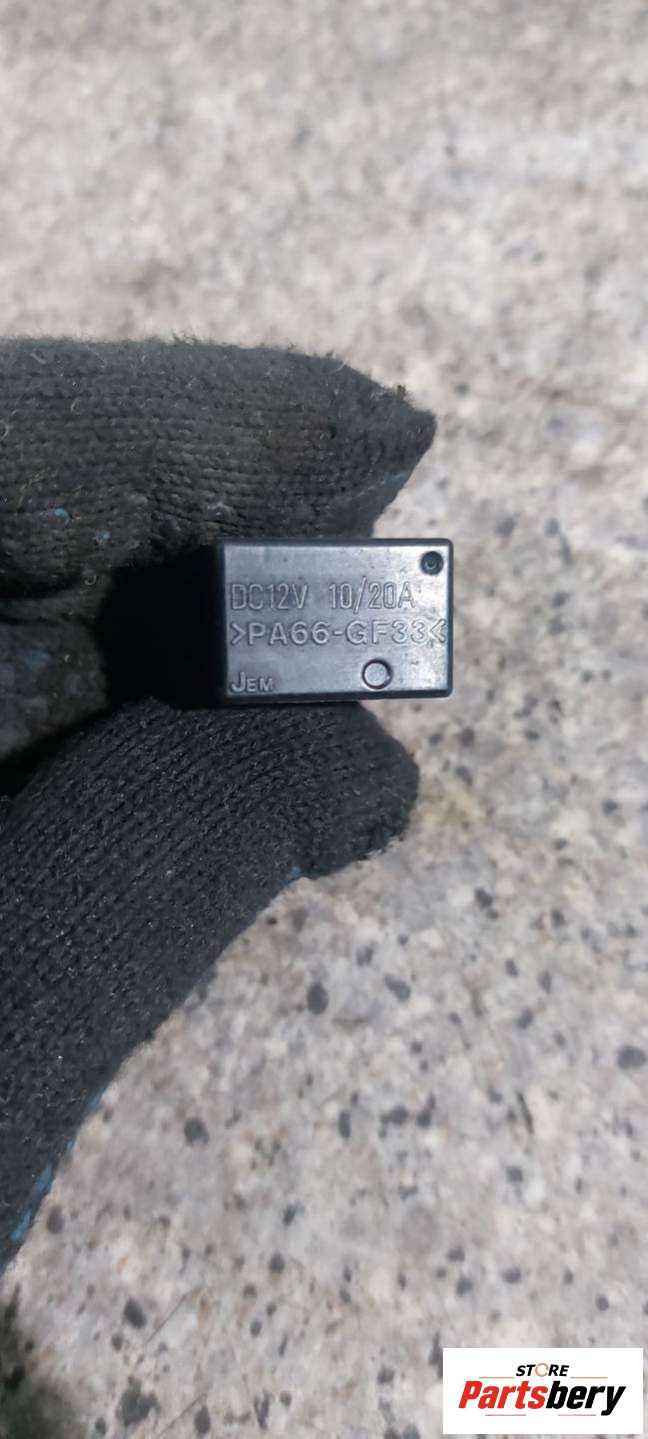 DC12V 10/20A
>PA66-GF33<
JEM
STORE
Partsbery